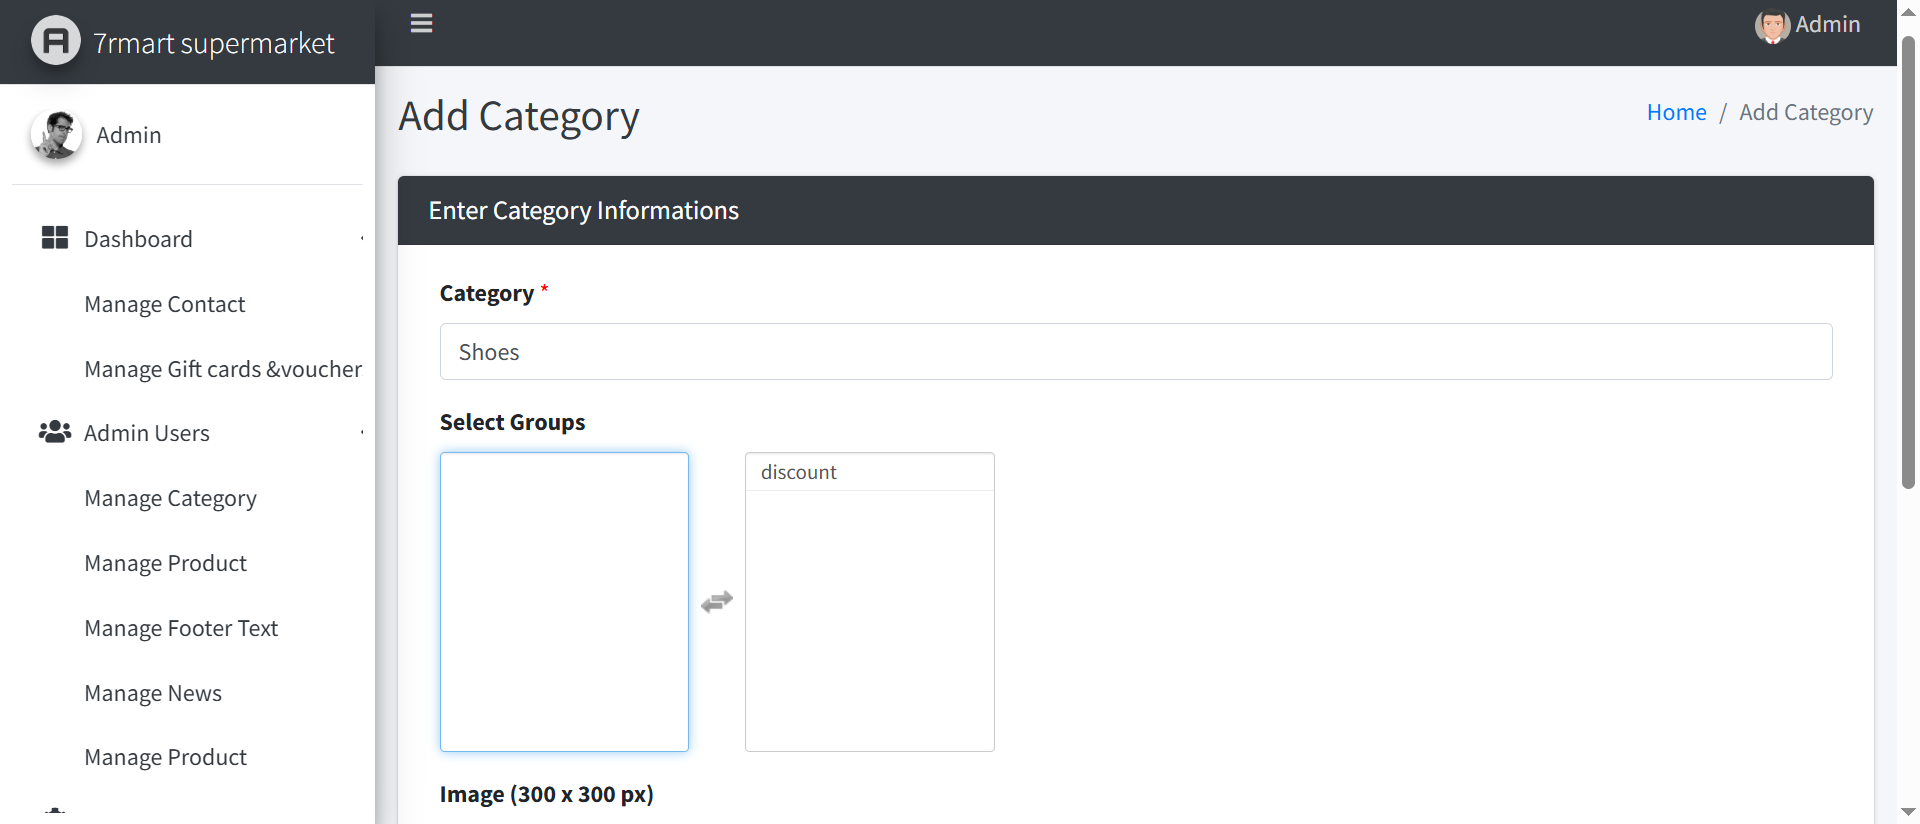 7rmart supermarket
Admin
Admin
Add Category
Home / Add Category
Dashboard
Manage Contact
Manage Gift cards &voucher
Admin Users
Manage Category
Manage Product
Manage Footer Text
Manage News
Manage Product
Enter Category Informations
Category *
Shoes
Select Groups
discount
Image (300 x 300 px)